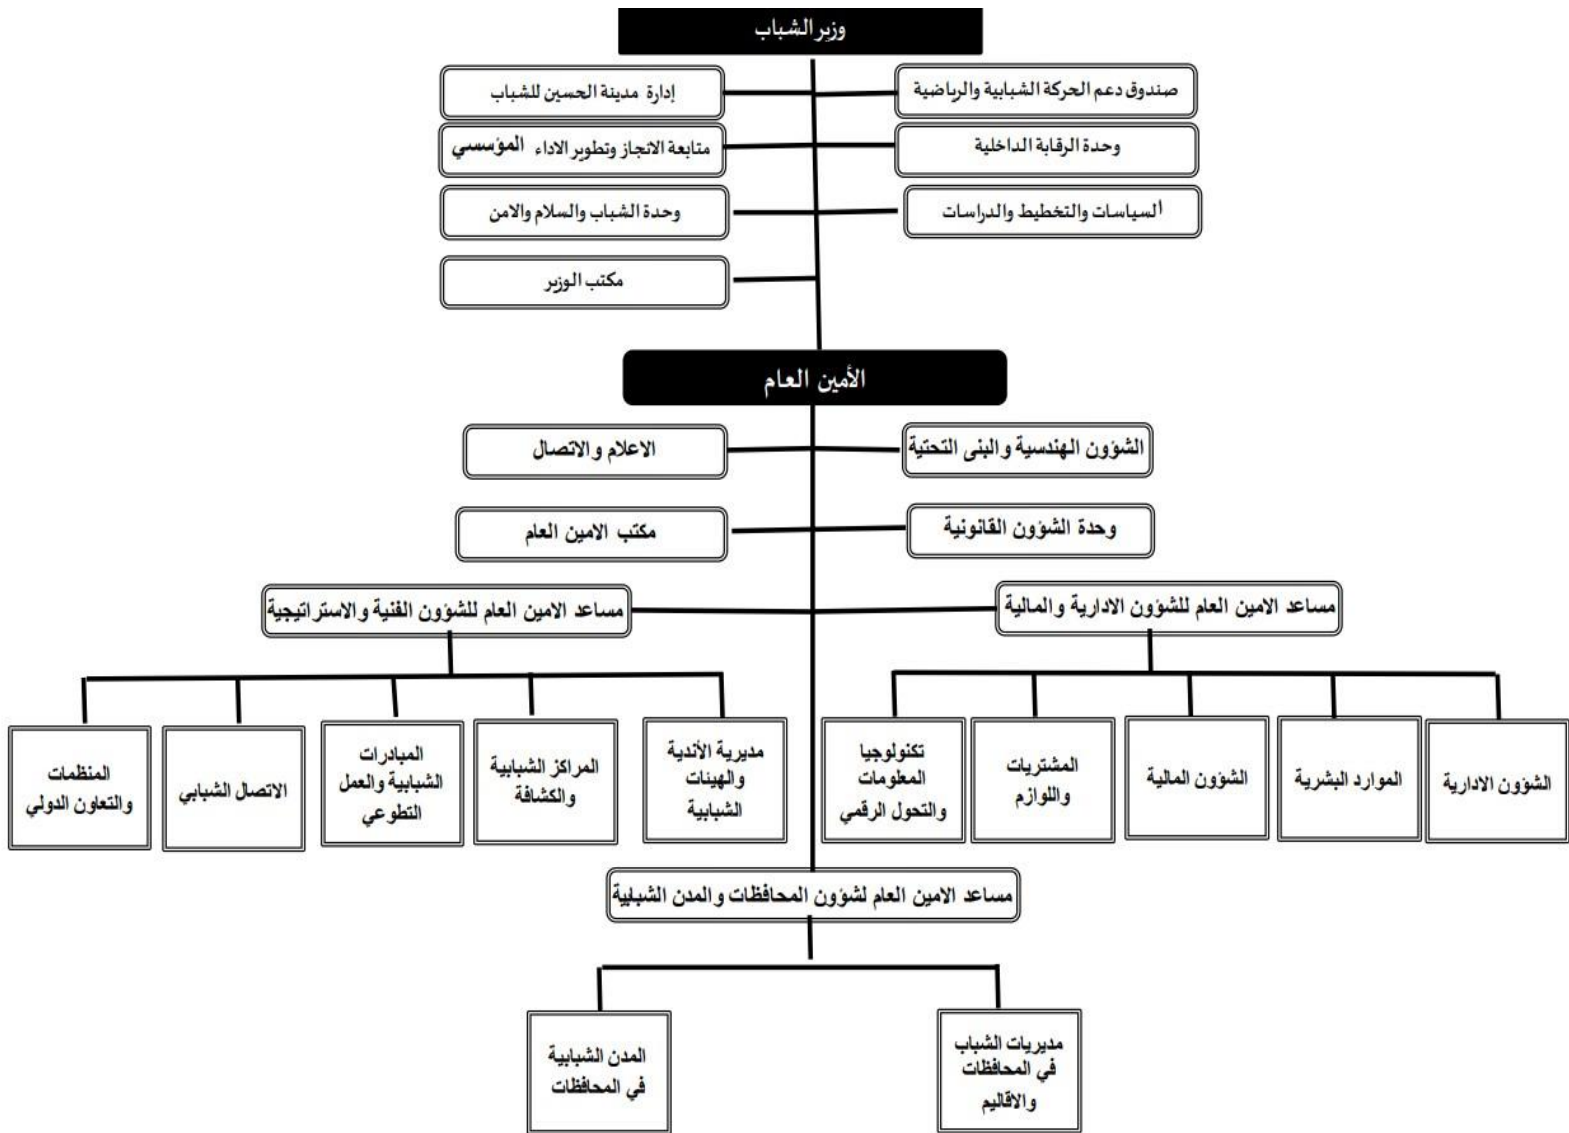 وزير الشباب
صندوق دعم الحركة الشبابية والرياضية
إدارة مدينة الحسين للشباب
وحدة الرقابة الداخلية
متابعة الانجاز وتطوير الاداء المؤسسي
ألسياسات والتخطيط والدراسات
وحدة الشباب والسلام والامن
مكتب الوزير
الأمين العام
الشؤون الهندسية والبنى التحتية
الاعلام والاتصال
وحدة الشؤون القانونية
مكتب الامين العام
مساعد الامين العام للشؤون الادارية والمالية
مساعد الامين العام للشؤون الفنية والاستراتيجية
الشؤون الادارية
الموارد البشرية
الشؤون المالية
المشتريات
واللوازم
تكنولوجيا
المعلومات
والتحول الرقمي
مديرية الأندية
والهيئات
الشبابية
المراكز الشبابية
والكشافة
المبادرات
الشبابية والعمل
التطوعي
الاتصال الشبابي
المنظمات
والتعاون الدولي
مساعد الامين العام لشؤون المحافظات والمدن الشبابية
مديريات الشباب
في المحافظات
والاقاليم
المدن الشبابية
في المحافظات